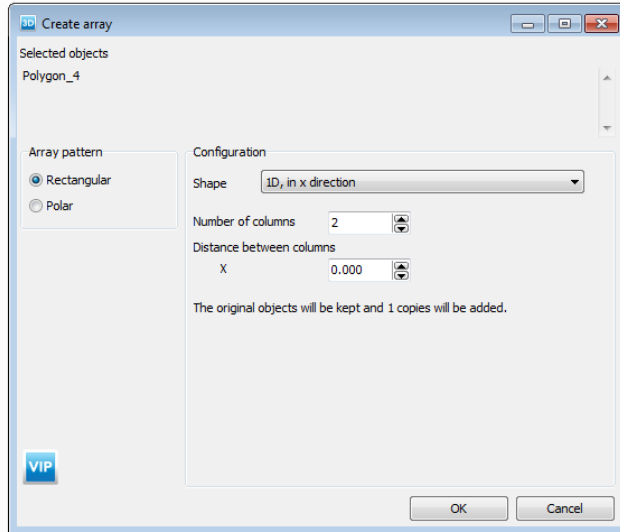 3D Create array
Selected objects
Polygon_4
Array pattern
Rectangular
Polar
Configuration
Shape 1D, in x direction
Number of columns 2
Distance between columns
X 0.000
The original objects will be kept and 1 copies will be added.
VIP
OK Cancel